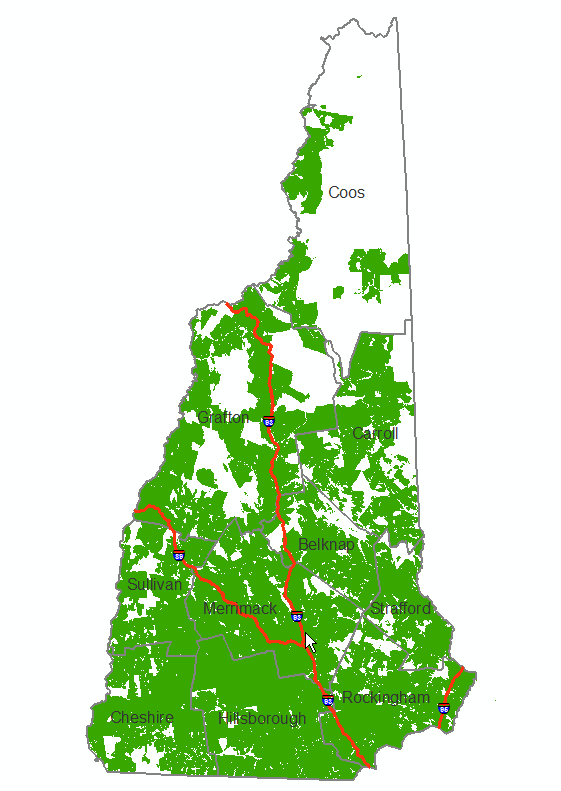 Coos
Grafton
Carroll
Belknap
Sullivan
Merrimack
Strafford
Rockingham
Cheshire
Hillsborough